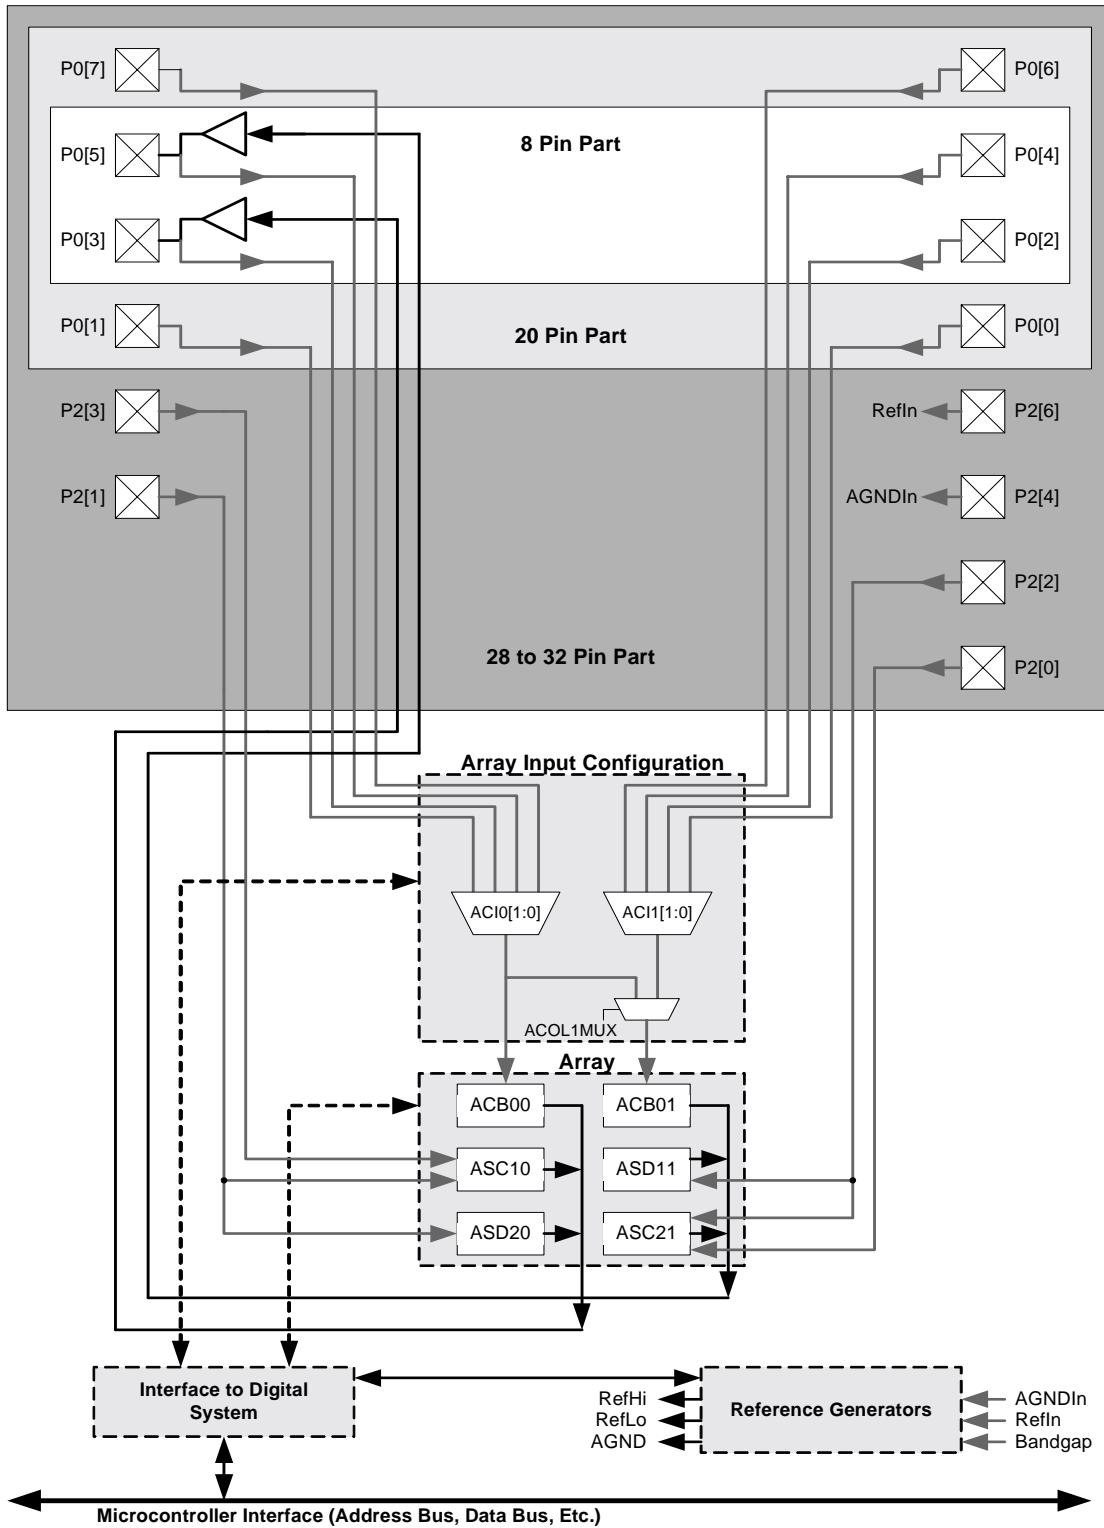 P0[7]
P0[6]
8 Pin Part
P0[5]
P0[4]
P0[3]
P0[2]
P0[1]
20 Pin Part
P0[0]
P2[3]
RefIn
P2[6]
P2[1]
AGNDIn
P2[4]
P2[2]
28 to 32 Pin Part
P2[0]
Array Input Configuration
ACI0[1:0]
ACI1[1:0]
ACOL1MUX
Array
ACB00
ACB01
ASC10
ASD11
ASD20
ASC21
Interface to Digital
System
RefHi
RefLo
AGND
Reference Generators
AGNDIn
RefIn
Bandgap
Microcontroller Interface (Address Bus, Data Bus, Etc.)